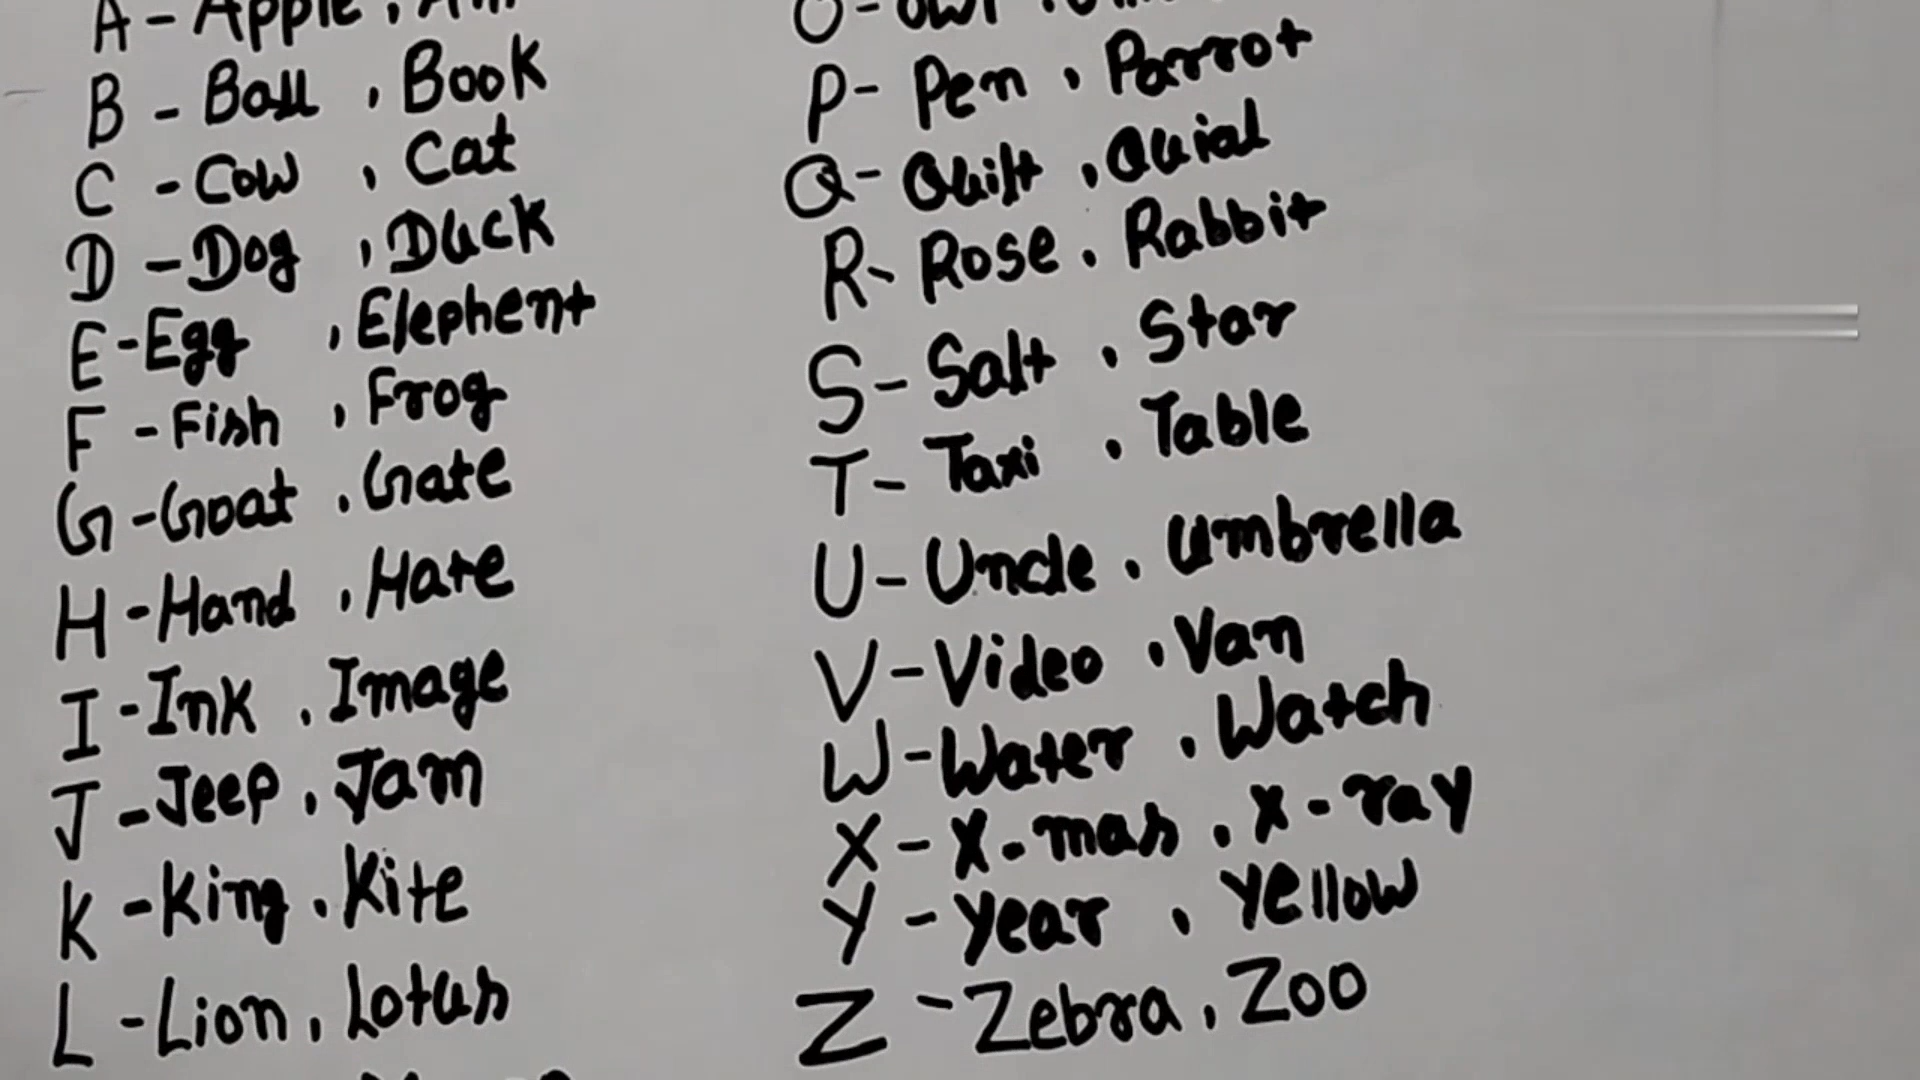 A - Apple,
B - Ball, Book
C - Cow, Cat
D - Dog, Duck
E - Egg, Elephent
F - Fish, Frog
G - Goat, Gate
H - Hand, Hate
I - Ink, Image
J - Jeep, Jam
K - King, Kite
L - Lion, Lotus
O - owl
P - Pen, Parrot
Q - Quilt, Quial
R - Rose, Rabbit
S - Salt, Star
T - Taxi, Table
U - Uncle, Umbrella
V - Video, Van
W - Water, Watch
X - X-mas, X-ray
Y - Year, Yellow
Z - Zebra, Zoo